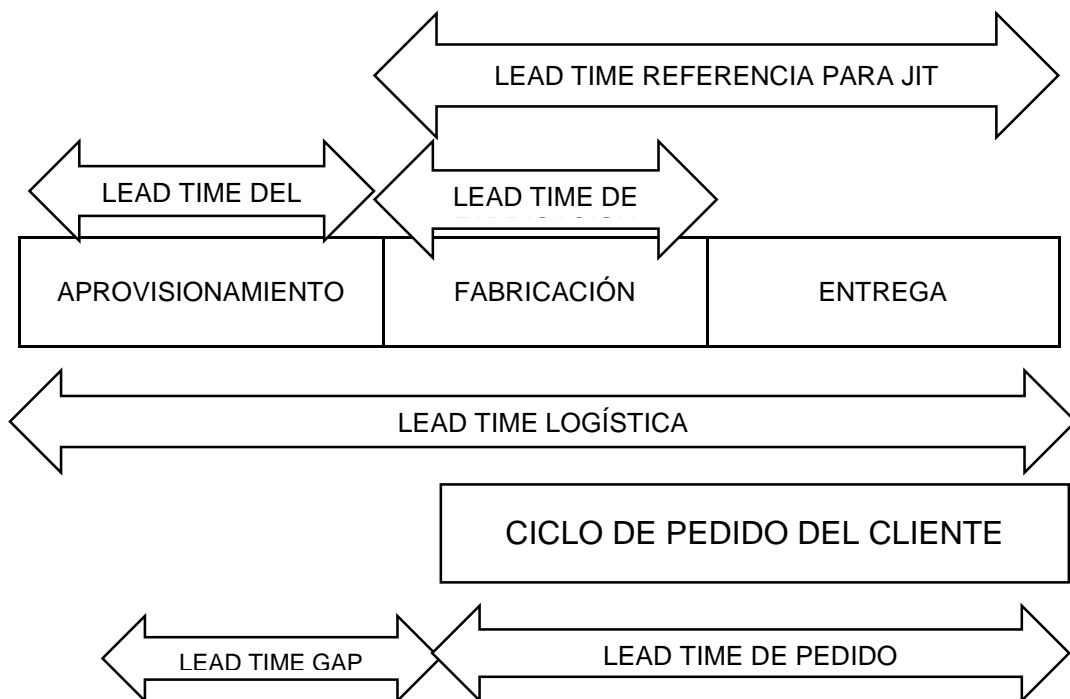 LEAD TIME REFERENCIA PARA JIT
LEAD TIME DEL
LEAD TIME DE
APROVISIONAMIENTO
FABRICACIÓN
ENTREGA
LEAD TIME LOGÍSTICA
CICLO DE PEDIDO DEL CLIENTE
LEAD TIME GAP
LEAD TIME DE PEDIDO